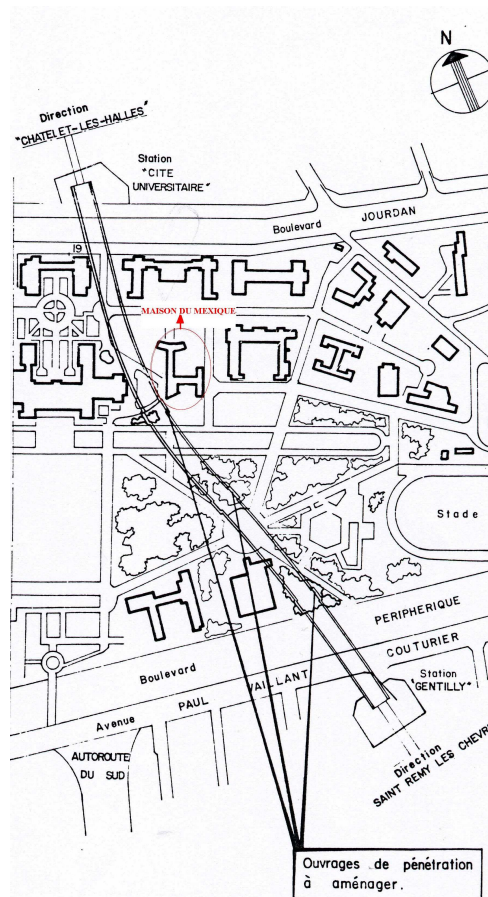 N
Direction
"CHATELET-LES-HALLES"
Station
"CITE
UNIVERSITAIRE"
Boulevard JOURDAN
19
MAISON DU MEXIQUE
Stade
PERIPHERIQUE
Boulevard
COUTURIER
VAILLANT
PAUL
Avenue
Station
"GENTILLY"
AUTOROUTE
DU SUD
Direction
SAINT REMY LES CHEVR
Ouvrages de pénétration
à aménager.